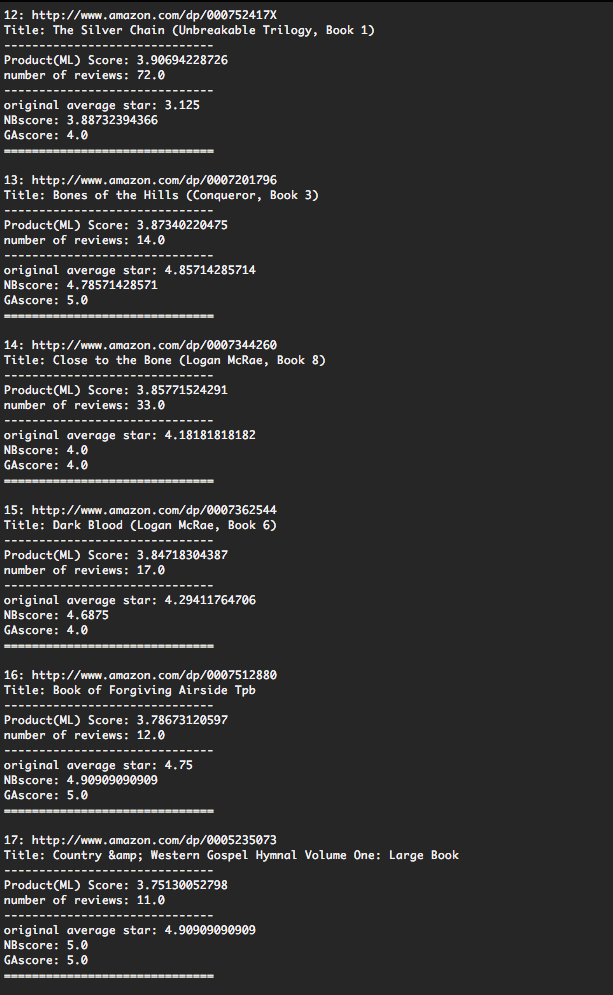 12: http://www.amazon.com/dp/000752417X
Title: The Silver Chain (Unbreakable Trilogy, Book 1)
------------------------------
Product(ML) Score: 3.90694228726
number of reviews: 72.0
------------------------------
original average star: 3.125
NBscore: 3.88732394366
GAscore: 4.0
==============================
13: http://www.amazon.com/dp/0007201796
Title: Bones of the Hills (Conqueror, Book 3)
------------------------------
Product(ML) Score: 3.87340220475
number of reviews: 14.0
------------------------------
original average star: 4.85714285714
NBscore: 4.78571428571
GAscore: 5.0
==============================
14: http://www.amazon.com/dp/0007344260
Title: Close to the Bone (Logan McRae, Book 8)
------------------------------
Product(ML) Score: 3.85771524291
number of reviews: 33.0
------------------------------
original average star: 4.18181818182
NBscore: 4.0
GAscore: 4.0
==============================
15: http://www.amazon.com/dp/0007362544
Title: Dark Blood (Logan McRae, Book 6)
------------------------------
Product(ML) Score: 3.84718304387
number of reviews: 17.0
------------------------------
original average star: 4.29411764706
NBscore: 4.6875
GAscore: 4.0
==============================
16: http://www.amazon.com/dp/0007512880
Title: Book of Forgiving Airside Tpb
------------------------------
Product(ML) Score: 3.78673120597
number of reviews: 12.0
------------------------------
original average star: 4.75
NBscore: 4.90909090909
GAscore: 5.0
==============================
17: http://www.amazon.com/dp/0005235073
Title: Country &amp; Western Gospel Hymnal Volume One: Large Book
------------------------------
Product(ML) Score: 3.75130052798
number of reviews: 11.0
------------------------------
original average star: 4.90909090909
NBscore: 5.0
GAscore: 5.0
==============================